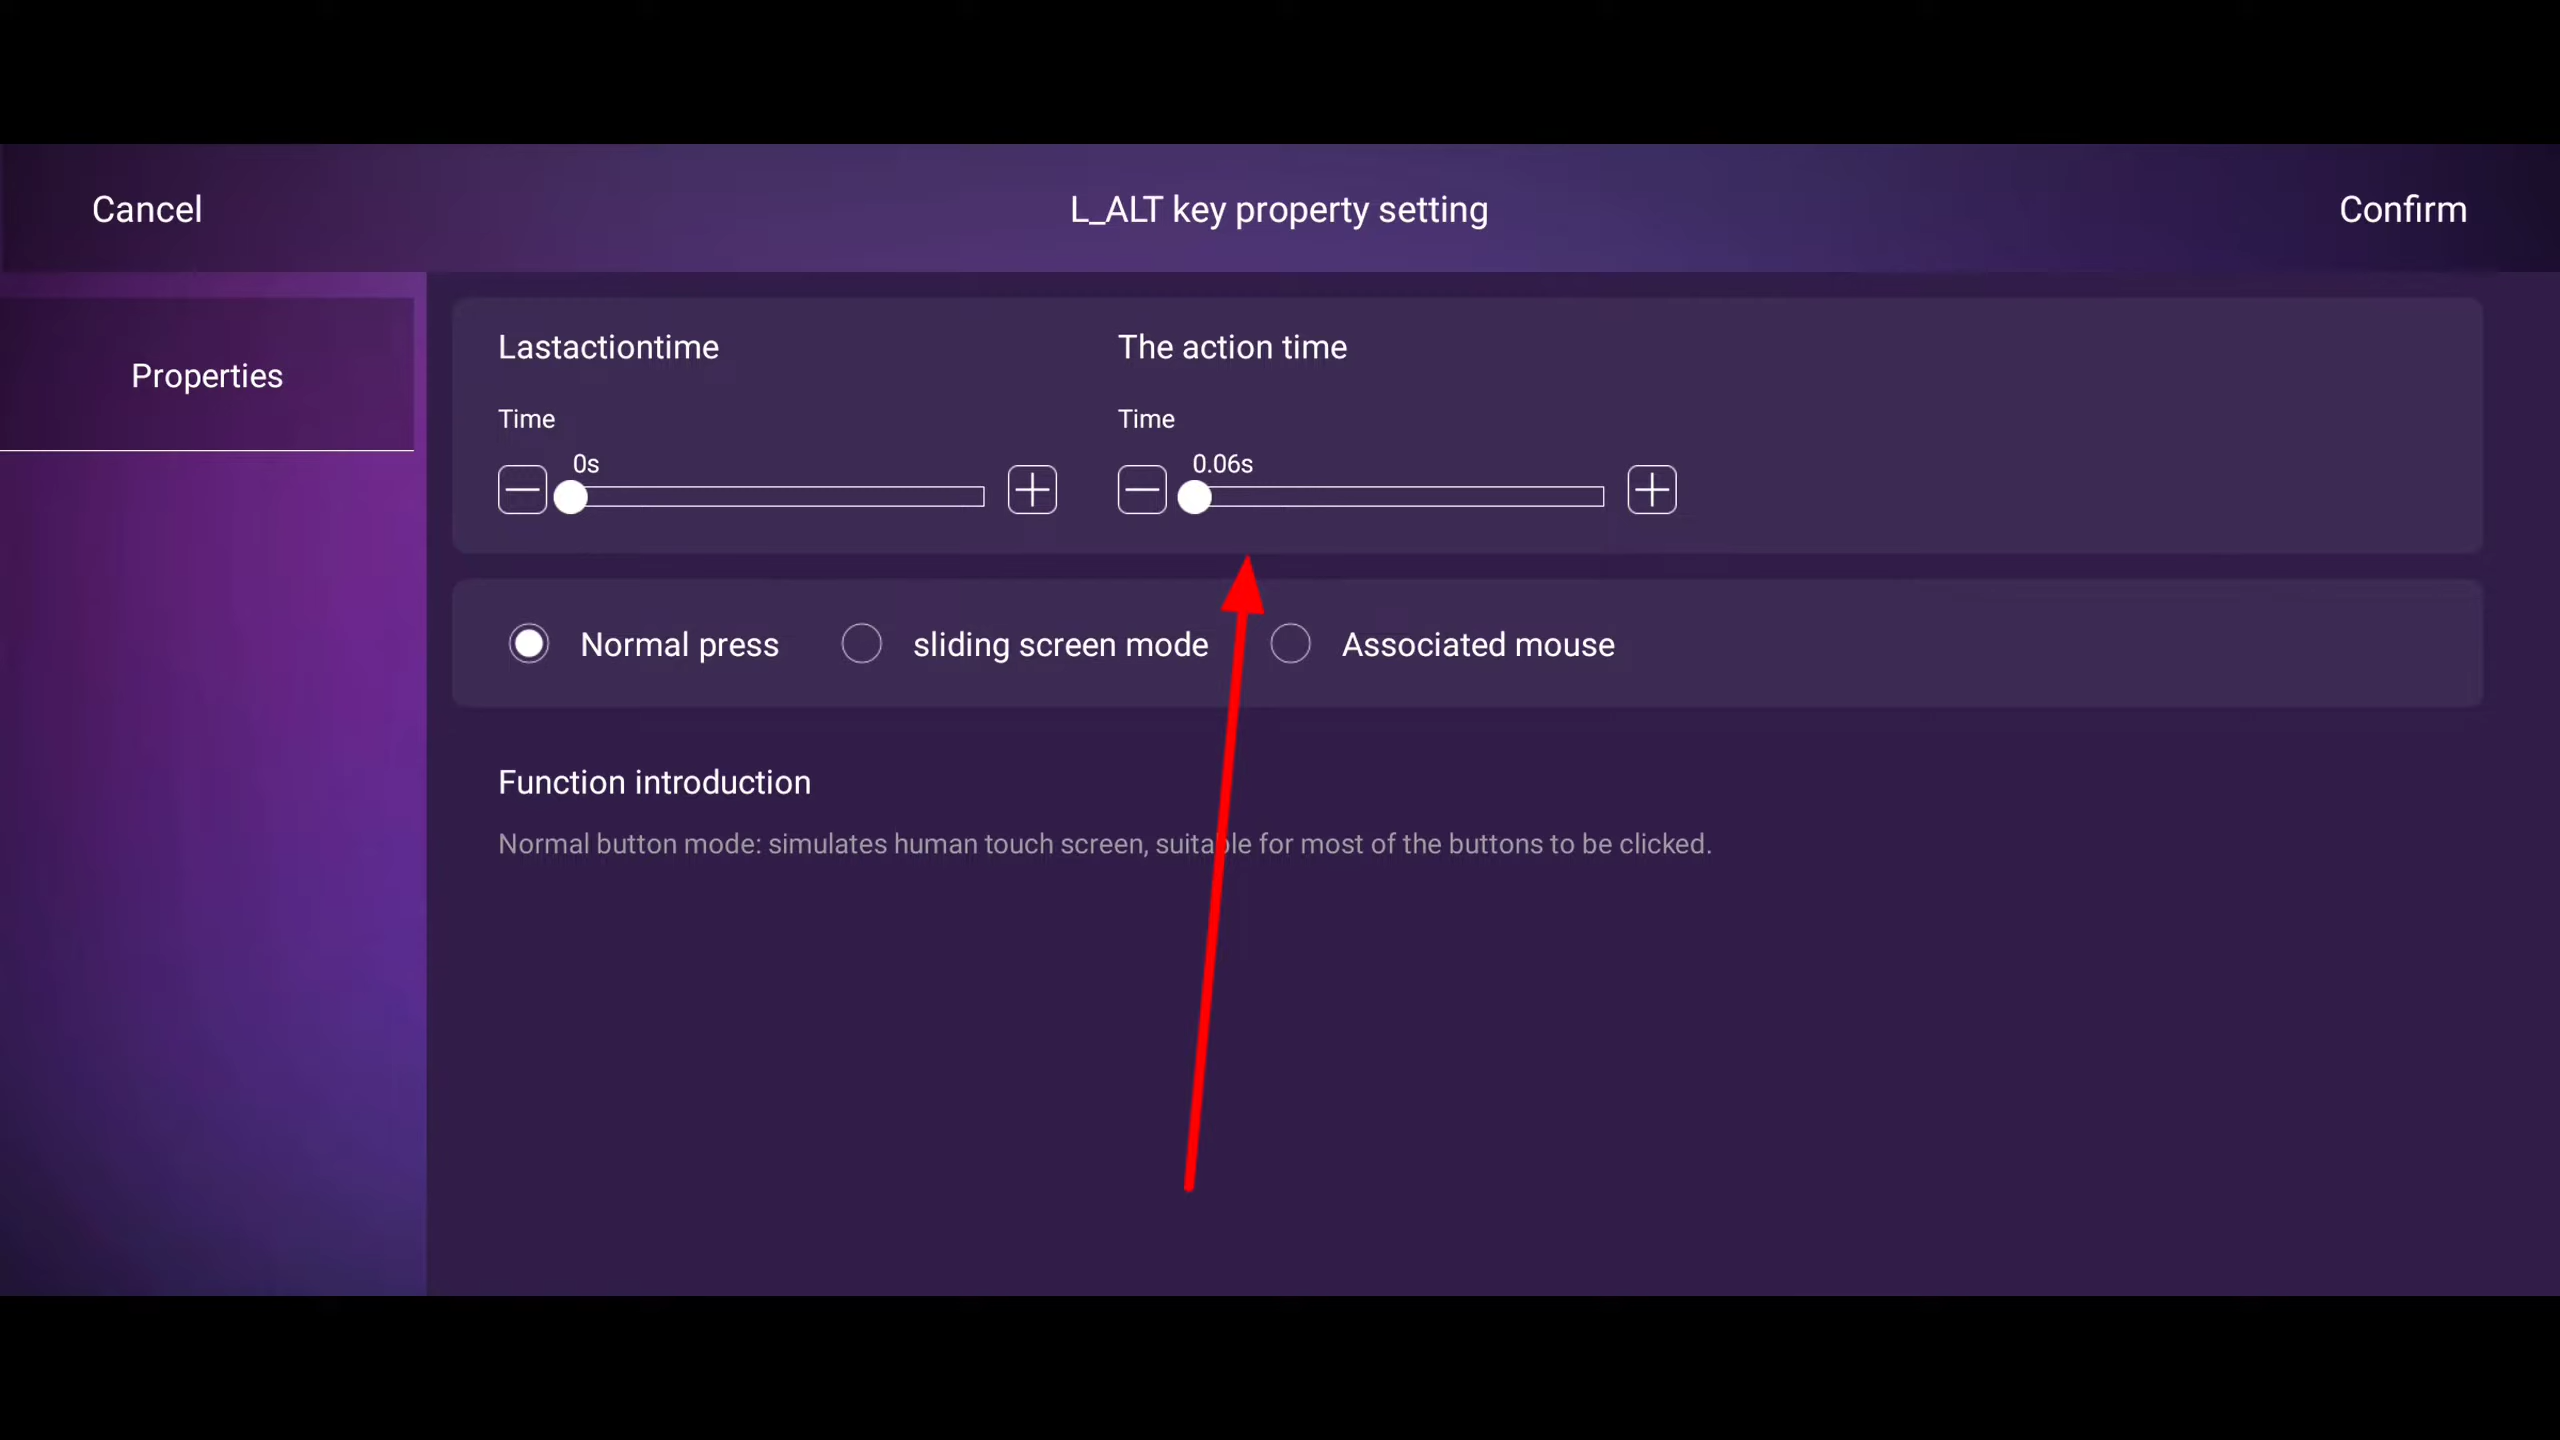 Cancel
L_ALT key property setting
Confirm
Properties
Lastactiontime
The action time
Time
Time
0s
0.06s
Normal press
sliding screen mode
Associated mouse
Function introduction
Normal button mode: simulates human touch screen, suitable for most of the buttons to be clicked.